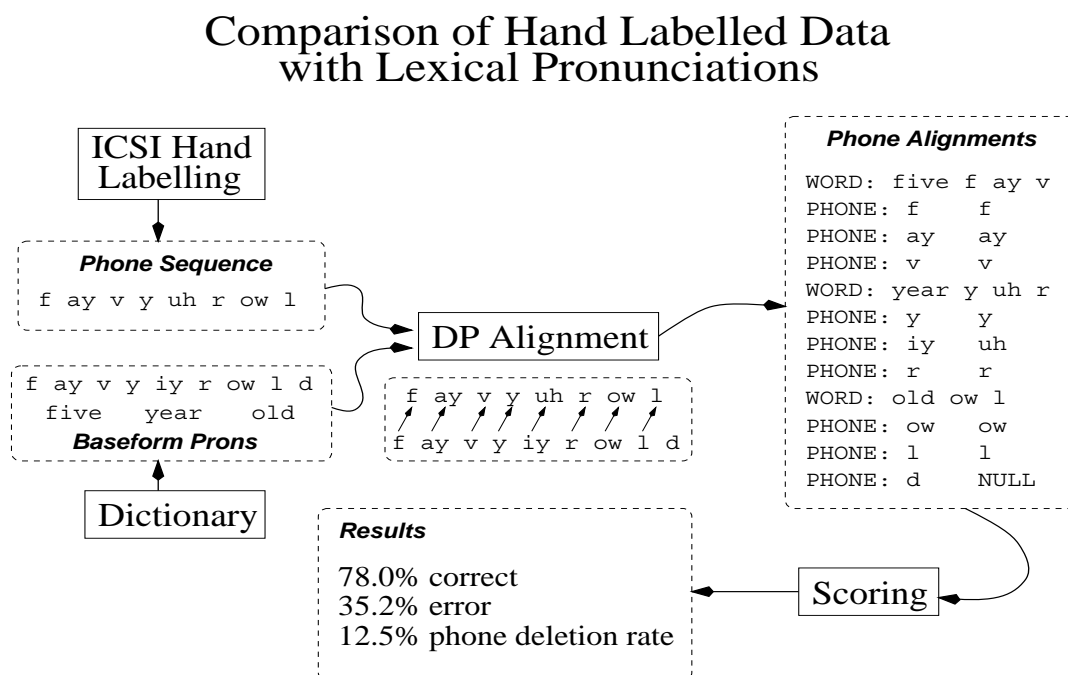 Comparison of Hand Labelled Data
with Lexical Pronunciations
ICSI Hand
Labelling
Phone Sequence
f ay v y uh r ow l
f ay v y iy r ow l d
five year old
Baseform Prons
Dictionary
DP Alignment
f ay v y uh r ow l
f ay v y iy r ow l d
Phone Alignments
WORD: five f ay v
PHONE: f f
PHONE: ay ay
PHONE: v v
WORD: year y uh r
PHONE: y y
PHONE: iy uh
PHONE: r r
WORD: old ow l
PHONE: ow ow
PHONE: l l
PHONE: d NULL
Scoring
Results
78.0% correct
35.2% error
12.5% phone deletion rate